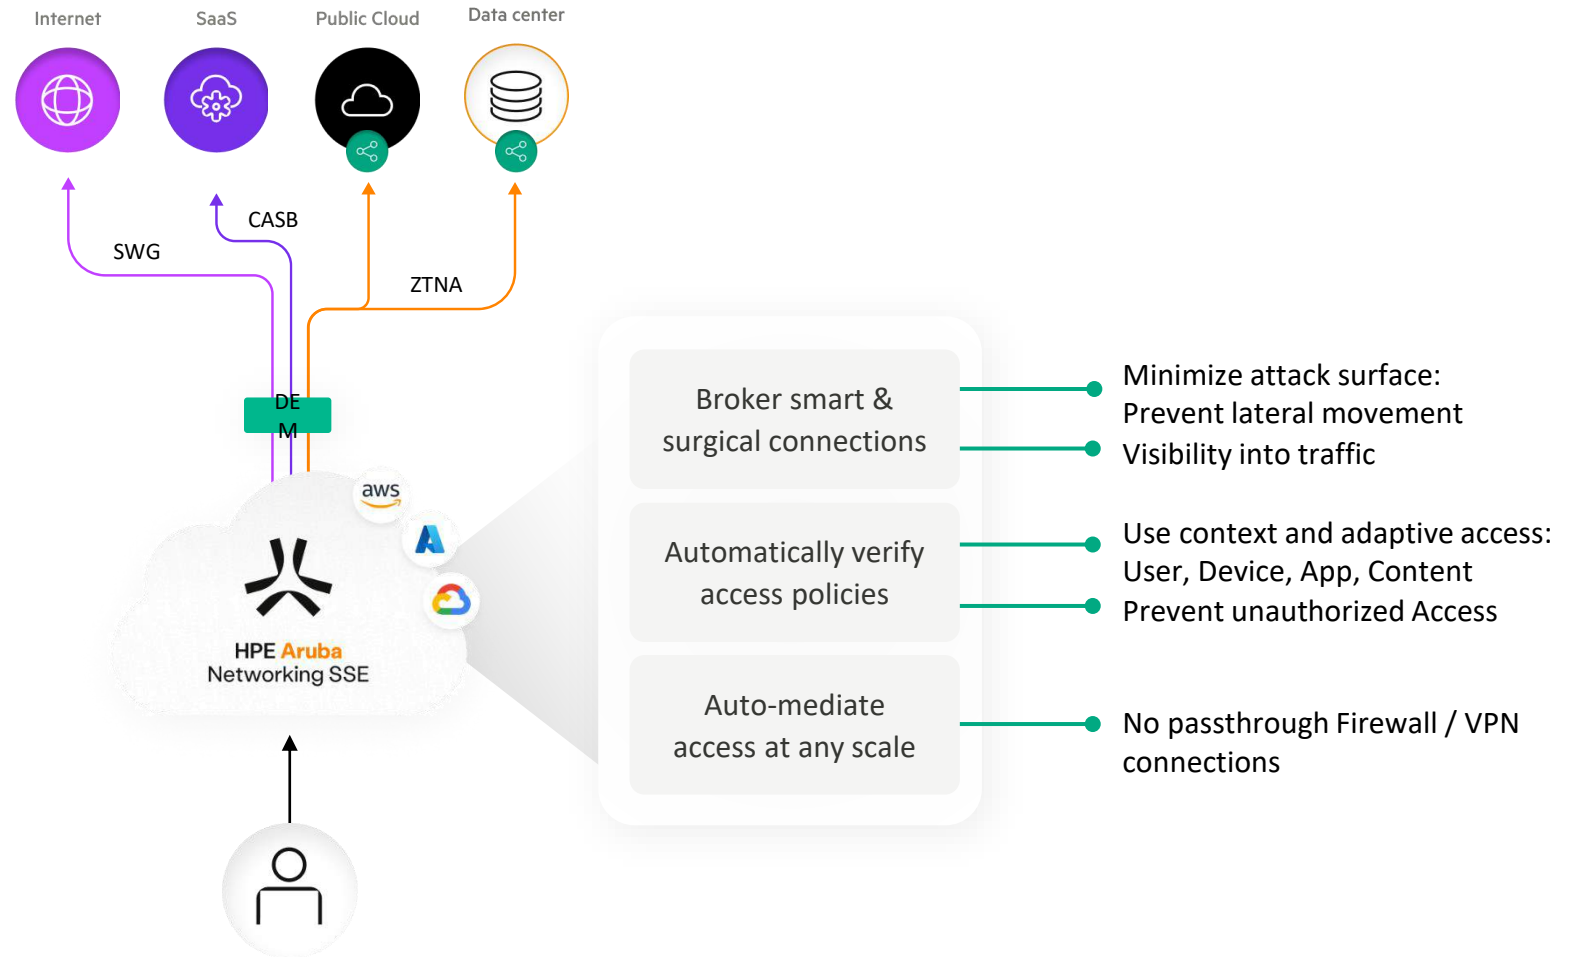 Internet
SaaS
Public Cloud
Data center
CASB
SWG
ZTNA
DE
M
aws
HPE Aruba
Networking SSE
Broker smart &
surgical connections
Minimize attack surface:
Prevent lateral movement
Visibility into traffic
Automatically verify
access policies
Use context and adaptive access:
User, Device, App, Content
Prevent unauthorized Access
Auto-mediate
access at any scale
No passthrough Firewall / VPN
connections